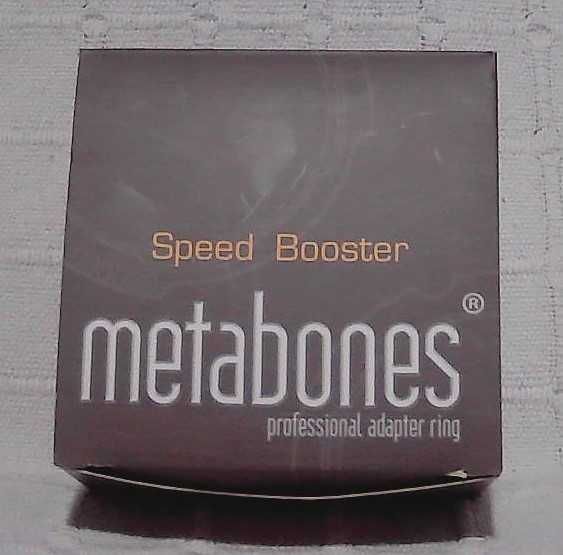 Speed Booster
metabones®
professional adapter ring